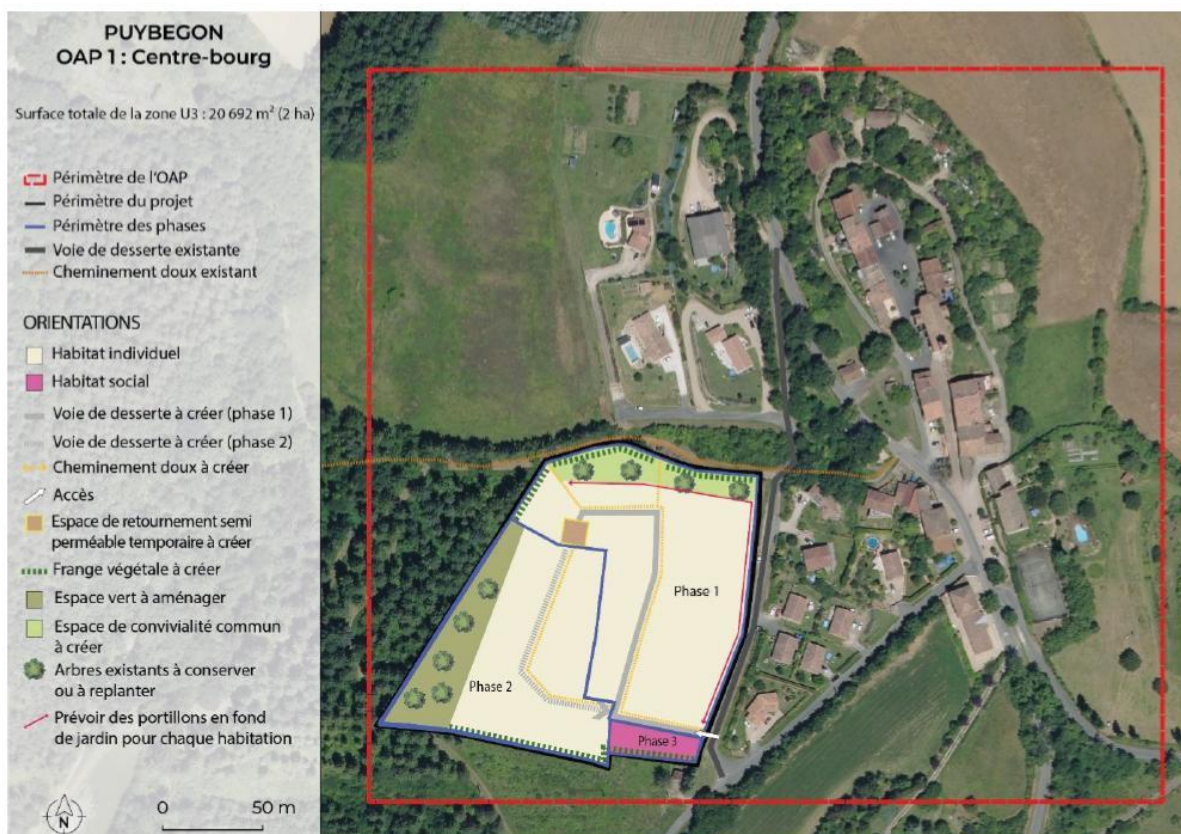 PUYBEGON
OAP 1 : Centre-bourg
Surface totale de la zone U3 : 20 692 m² (2 ha)
Périmètre de l'OAP
Périmètre du projet
Périmètre des phases
Voie de desserte existante
Cheminement doux existant
ORIENTATIONS
Habitat individuel
Habitat social
Voie de desserte à créer (phase 1)
Voie de desserte à créer (phase 2)
Cheminement doux à créer
Accès
Espace de retournement semi
perméable temporaire à créer
Frange végétale à créer
Espace vert à aménager
Espace de convivialité commun
à créer
Arbres existants à conserver
ou à replanter
Prévoir des portillons en fond
de jardin pour chaque habitation
N
0 50 m
Phase 1
Phase 2
Phase 3